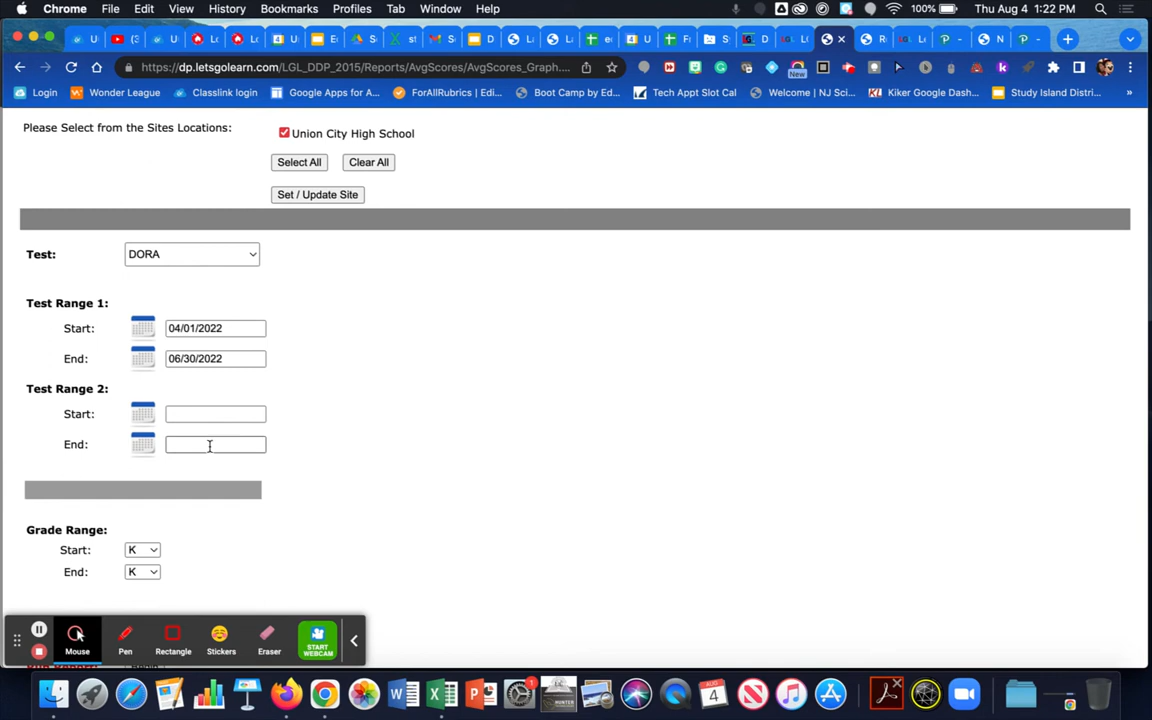 Chrome File Edit View History Bookmarks Profiles Tab Window Help 100% Thu Aug 4 1:22 PM
https://dp.letsgolearn.com/LGL_DDP_2015/Reports/AvgScores/AvgScores_Graph....
New
Login Wonder League Classlink login Google Apps for A... ForAllRubrics | Edi... Boot Camp by Ed... Tech Appt Slot Cal Welcome | NJ Sci... Kiker Google Dash... Study Island Distri... »
Please Select from the Sites Locations: Union City High School
Select All Clear All
Set / Update Site
Test: DORA
Test Range 1:
Start: 04/01/2022
End: 06/30/2022
Test Range 2:
Start:
End:
Grade Range:
Start: K
End: K
Mouse Pen Rectangle Stickers Eraser START WEBCAM